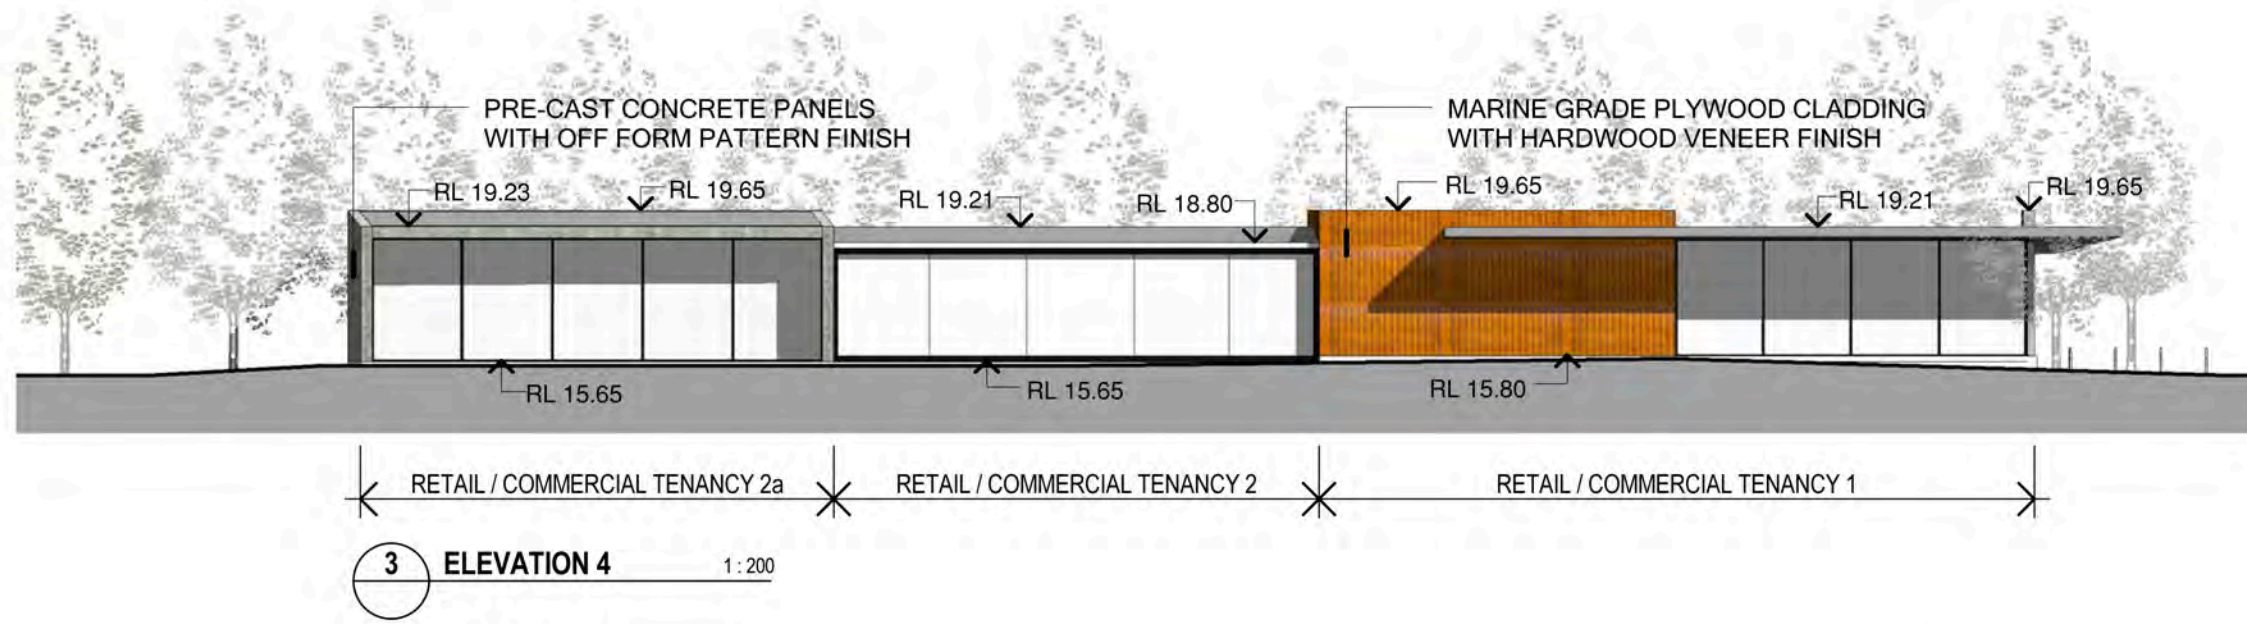 PRE-CAST CONCRETE PANELS
WITH OFF FORM PATTERN FINISH
MARINE GRADE PLYWOOD CLADDING
WITH HARDWOOD VENEER FINISH
RL 19.23
RL 19.65
RL 19.21
RL 18.80
RL 19.65
RL 19.21
RL 19.65
RL 15.65
RL 15.65
RL 15.80
RETAIL / COMMERCIAL TENANCY 2a
RETAIL / COMMERCIAL TENANCY 2
RETAIL / COMMERCIAL TENANCY 1
3 ELEVATION 4 1 : 200